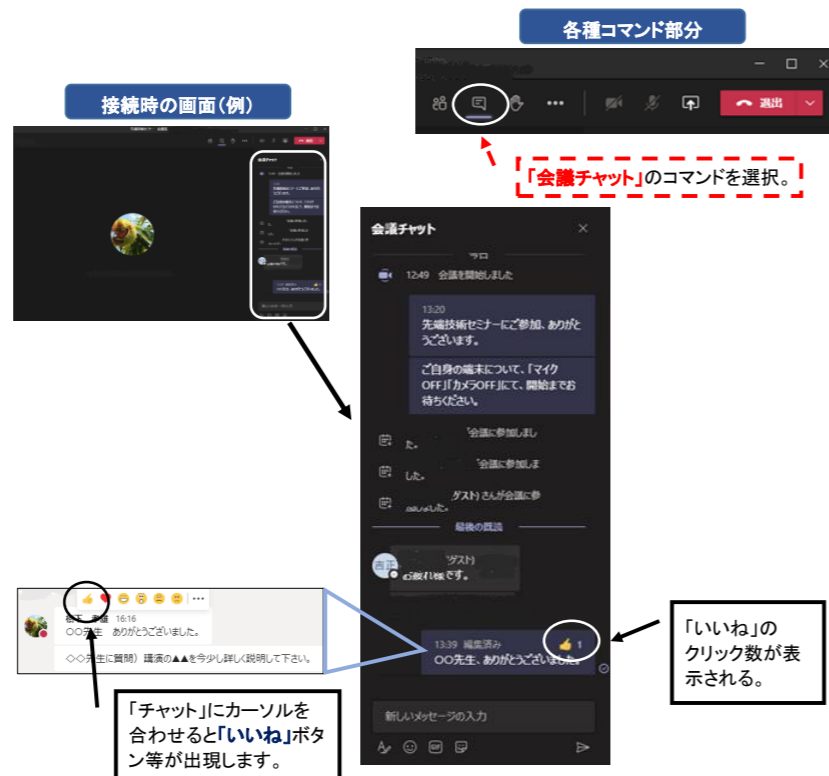 各種コマンド部分
接続時の画面(例)
退出
「会議チャット」のコマンドを選択。
会議チャット
会議チャット
今日
12:49 会議を開始しました
13:20
先端技術セミナーにご参加、ありがと
うございます。
ご自身の端末について、「マイク
OFF」「カメラOFF」にて、開始までお
待ちください。
会議に参加しまし
た。
会議に参加しま
した。
ゲスト) さんが会議に参
最後の既読
吉正
ゲスト)
お疲れ様です。
16:16
○○先生 ありがとうございました。
◇◇先生に質問) 講演の▲▲を今少し詳しく説明して下さい。
13:39 編集済み
1
○○先生、ありがとうございました。
「いいね」の
クリック数が表
示される。
「チャット」にカーソルを
合わせると「いいね」ボタ
ン等が出現します。
新しいメッセージの入力
GIF